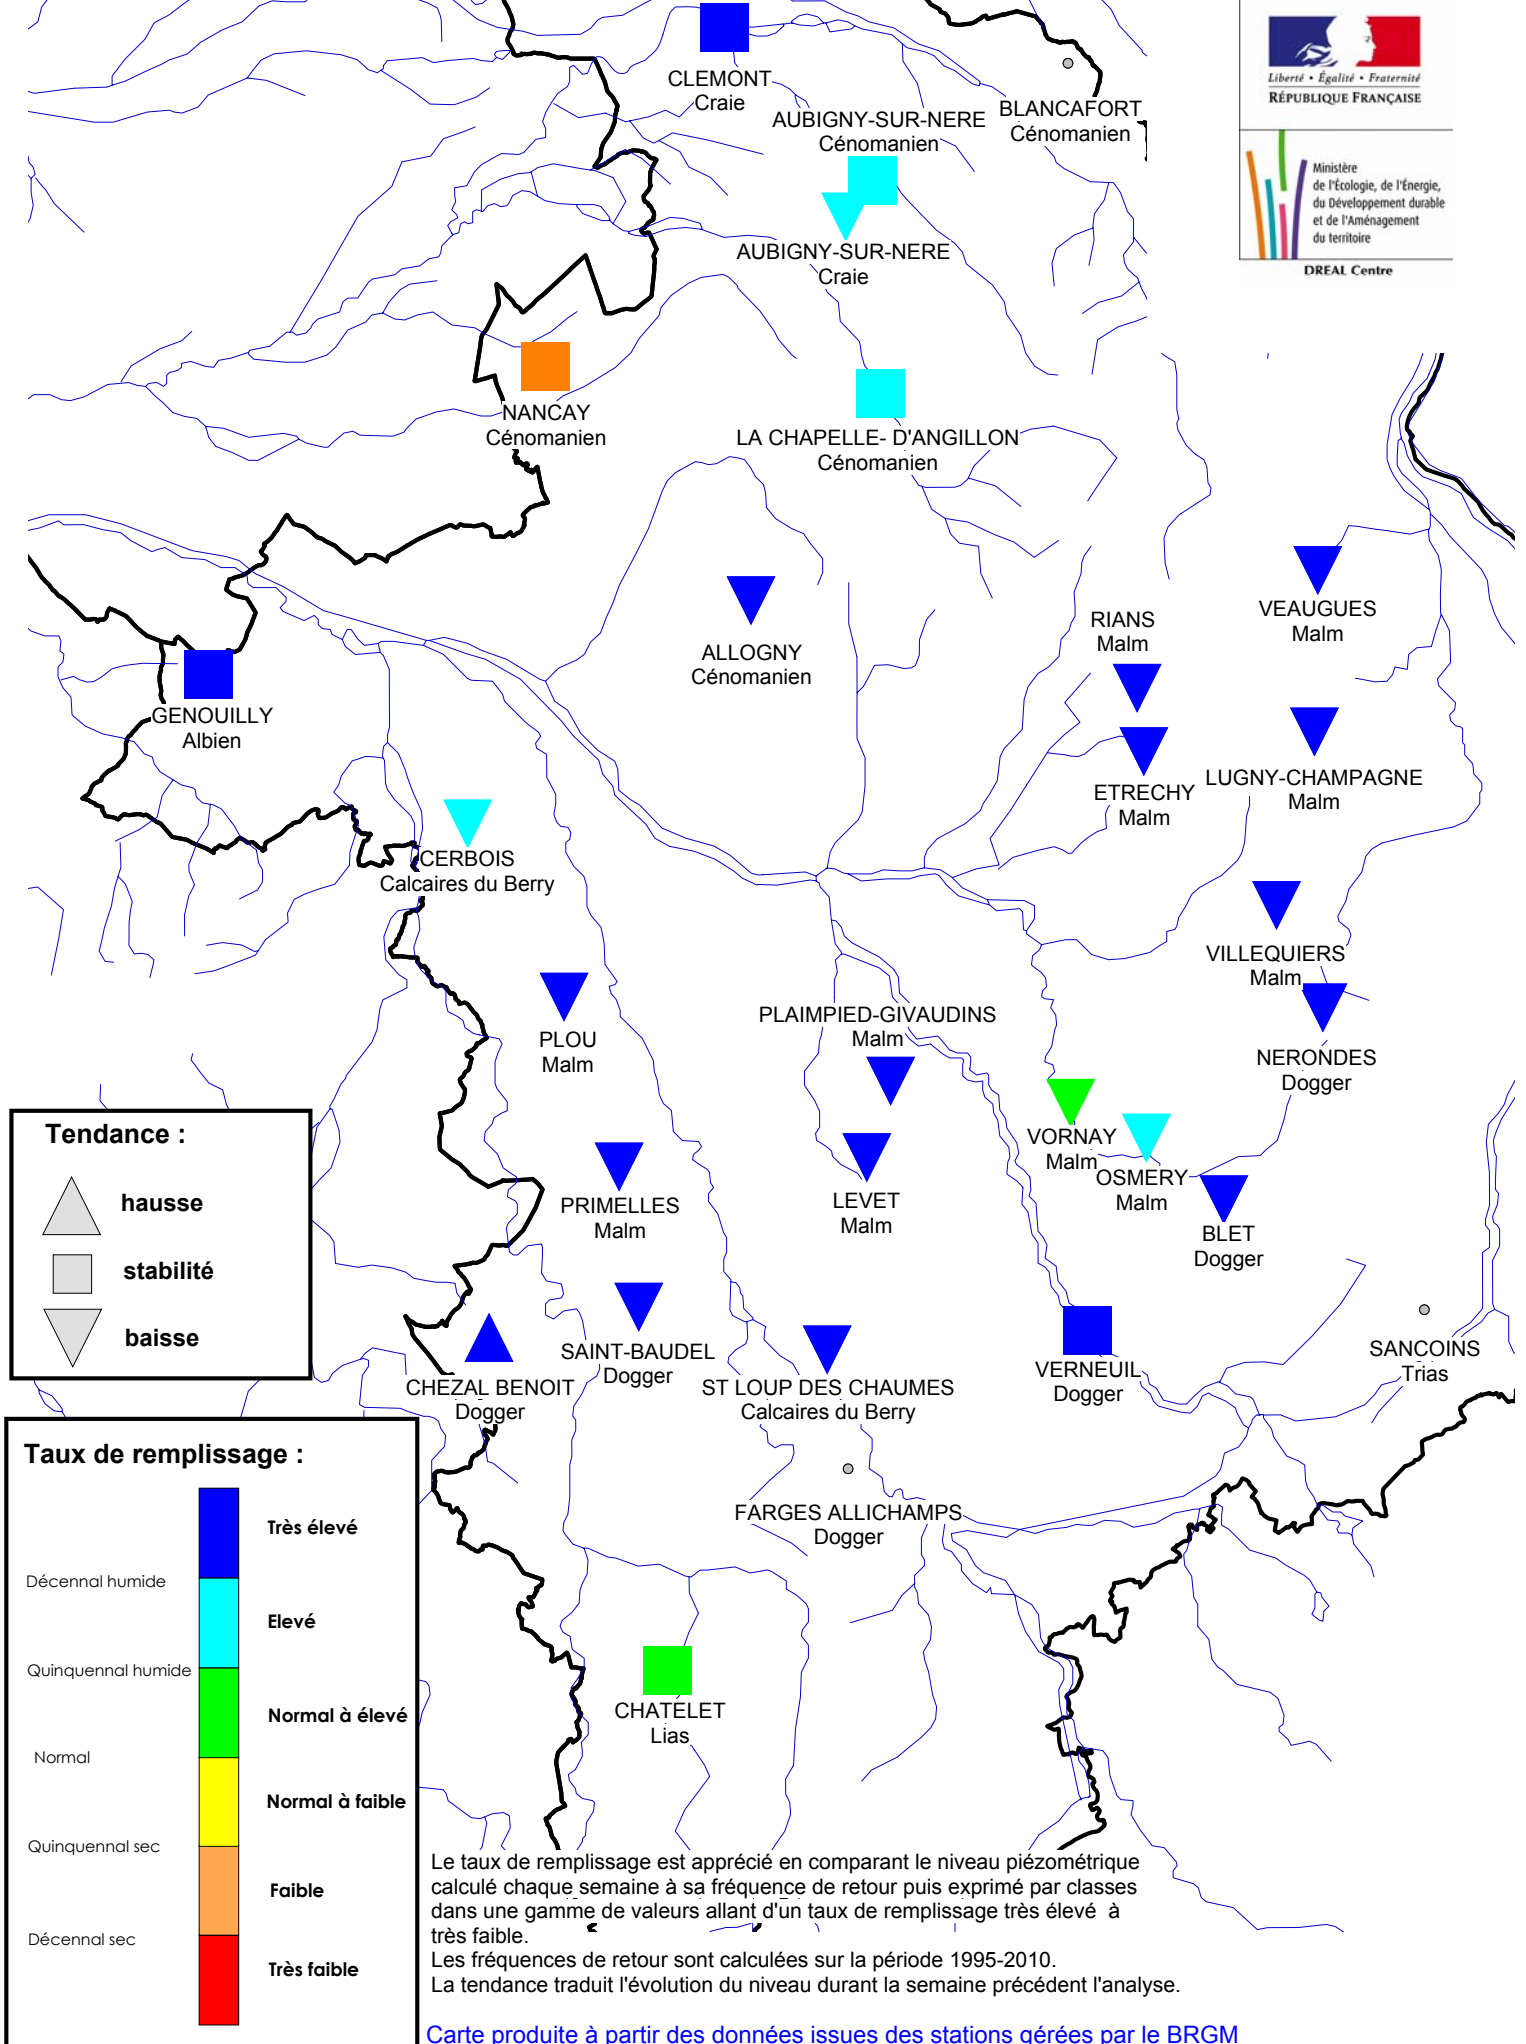 Liberté • Égalité • Fraternité
RÉPUBLIQUE FRANÇAISE
Ministère
de l'Écologie, de l'Énergie,
du Développement durable
et de l'Aménagement
du territoire
DREAL Centre
CLEMONT
Craie
BLANCAFORT
Cénomanien
AUBIGNY-SUR-NERE
Cénomanien
AUBIGNY-SUR-NERE
Craie
NANCAY
Cénomanien
LA CHAPELLE- D'ANGILLON
Cénomanien
VEAUGUES
Malm
RIANS
Malm
ALLOGNY
Cénomanien
GENOUILLY
Albien
LUGNY-CHAMPAGNE
Malm
ETRECHY
Malm
CERBOIS
Calcaires du Berry
VILLEQUIERS
Malm
PLAIMPIED-GIVAUDINS
Malm
PLOU
Malm
NERONDES
Dogger
VORNAY
Malm
OSMERY
Malm
PRIMELLES
Malm
LEVET
Malm
BLET
Dogger
Tendance :
hausse
stabilité
baisse
SAINT-BAUDEL
Dogger
SANCOINS
Trias
VERNEUIL
Dogger
CHEZAL BENOIT
Dogger
ST LOUP DES CHAUMES
Calcaires du Berry
FARGES ALLICHAMPS
Dogger
CHATELET
Lias
Taux de remplissage :
Très élevé
Décennal humide
Elevé
Quinquennal humide
Normal à élevé
Normal
Normal à faible
Quinquennal sec
Faible
Décennal sec
Très faible
Le taux de remplissage est apprécié en comparant le niveau piézométrique
calculé chaque semaine à sa fréquence de retour puis exprimé par classes
dans une gamme de valeurs allant d'un taux de remplissage très élevé à
très faible.
Les fréquences de retour sont calculées sur la période 1995-2010.
La tendance traduit l'évolution du niveau durant la semaine précédent l'analyse.
Carte produite à partir des données issues des stations gérées par le BRGM